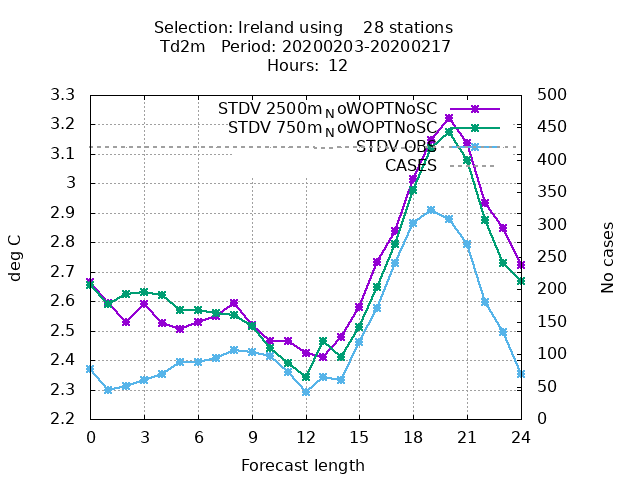 Selection: Ireland using    28 stations
Td2m   Period: 20200203-20200217
Hours:  12
STDV 2500m_NoWOPTNoSC
STDV 750m_NoWOPTNoSC
STDV OBS
CASES
3.3
3.2
3.1
3
2.9
2.8
2.7
2.6
2.5
2.4
2.3
2.2
deg C
500
450
400
350
300
250
200
150
100
50
0
No cases
0 3 6 9 12 15 18 21 24
Forecast length